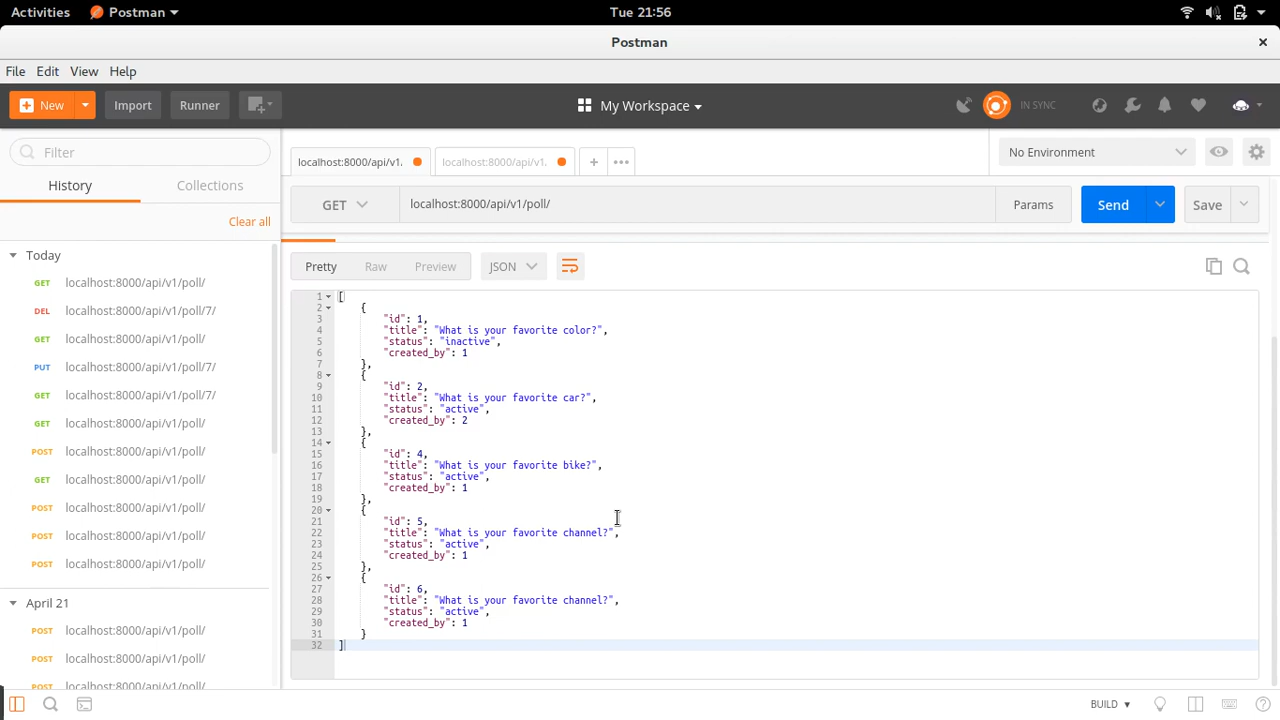 Activities Postman Tue 21:56
Postman
File Edit View Help
New Import Runner My Workspace IN SYNC
Filter
History Collections
Clear all
Today
GET localhost:8000/api/v1/poll/
DEL localhost:8000/api/v1/poll/7/
GET localhost:8000/api/v1/poll/
PUT localhost:8000/api/v1/poll/7/
GET localhost:8000/api/v1/poll/7/
GET localhost:8000/api/v1/poll/
POST localhost:8000/api/v1/poll/
GET localhost:8000/api/v1/poll/
POST localhost:8000/api/v1/poll/
POST localhost:8000/api/v1/poll/
POST localhost:8000/api/v1/poll/
April 21
POST localhost:8000/api/v1/poll/
POST localhost:8000/api/v1/poll/
POST localhost:8000/api/v1/poll/
localhost:8000/api/v1. localhost:8000/api/v1. + ••• No Environment
GET localhost:8000/api/v1/poll/ Params Send Save
Pretty Raw Preview JSON
1 [
2 {
3 "id": 1,
4 "title": "What is your favorite color?",
5 "status": "inactive",
6 "created_by": 1
7 },
8 {
9 "id": 2,
10 "title": "What is your favorite car?",
11 "status": "active",
12 "created_by": 2
13 },
14 {
15 "id": 4,
16 "title": "What is your favorite bike?",
17 "status": "active",
18 "created_by": 1
19 },
20 {
21 "id": 5,
22 "title": "What is your favorite channel?",
23 "status": "active",
24 "created_by": 1
25 },
26 {
27 "id": 6,
28 "title": "What is your favorite channel?",
29 "status": "active",
30 "created_by": 1
31 }
32 ]
BUILD